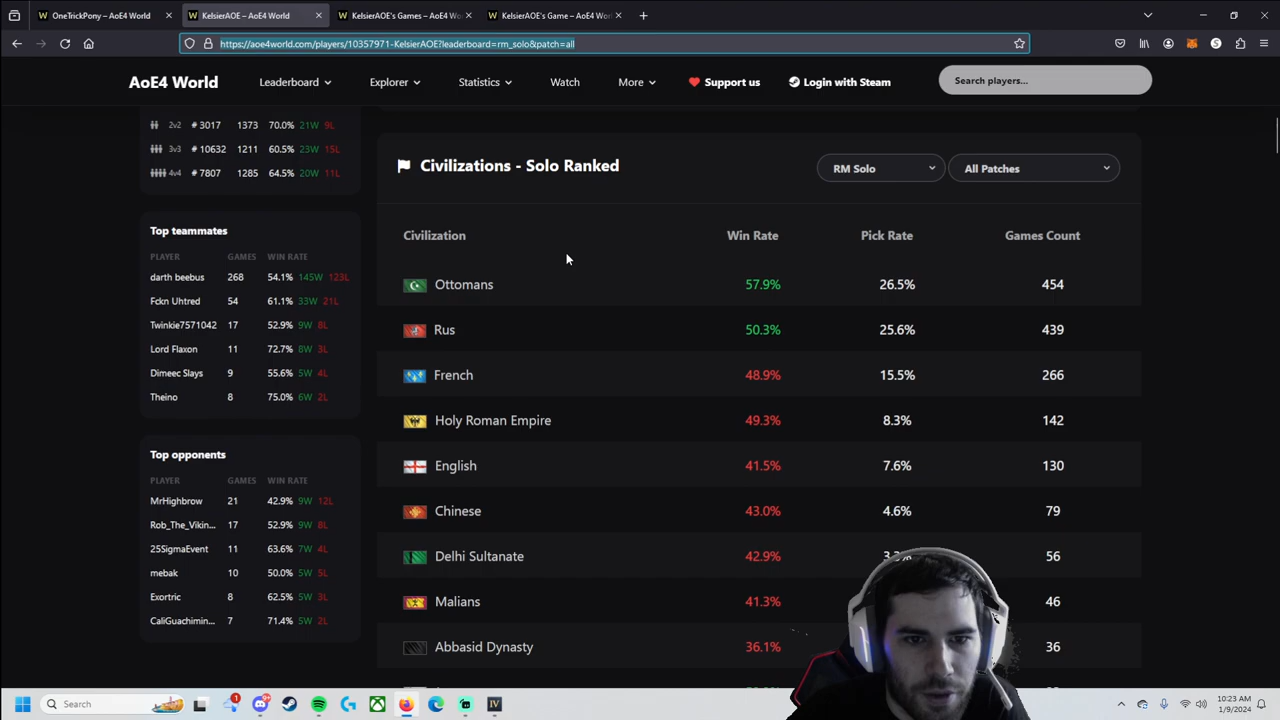 OneTrickPony – AoE4 World
KelsierAOE – AoE4 World
KelsierAOE's Games – AoE4 Wo
KelsierAOE's Game – AoE4 Worl
https://aoe4world.com/players/10357971-KelsierAOE?leaderboard=rm_solo&patch=all
AoE4 World
Leaderboard
Explorer
Statistics
Watch
More
Support us
Login with Steam
Search players...
2v2 # 3017 1373 70.0% 21W 9L
3v3 # 10632 1211 60.5% 23W 15L
4v4 # 7807 1285 64.5% 20W 11L
Top teammates
PLAYER GAMES WIN RATE
darth beebus 268 54.1% 145W 123L
Fckn Uhtred 54 61.1% 33W 21L
Twinkie7571042 17 52.9% 9W 8L
Lord Flaxon 11 72.7% 8W 3L
Dimeec Slays 9 55.6% 5W 4L
Theino 8 75.0% 6W 2L
Top opponents
PLAYER GAMES WIN RATE
MrHighbrow 21 42.9% 9W 12L
Rob_The_Vikin... 17 52.9% 9W 8L
25SigmaEvent 11 63.6% 7W 4L
mebak 10 50.0% 5W 5L
Exortric 8 62.5% 5W 3L
CaliGuachimin... 7 71.4% 5W 2L
Civilizations - Solo Ranked
RM Solo
All Patches
Civilization Win Rate Pick Rate Games Count
Ottomans 57.9% 26.5% 454
Rus 50.3% 25.6% 439
French 48.9% 15.5% 266
Holy Roman Empire 49.3% 8.3% 142
English 41.5% 7.6% 130
Chinese 43.0% 4.6% 79
Delhi Sultanate 42.9% 56
Malians 41.3% 46
Abbasid Dynasty 36.1% 36
Search
10:23 AM
1/9/2024